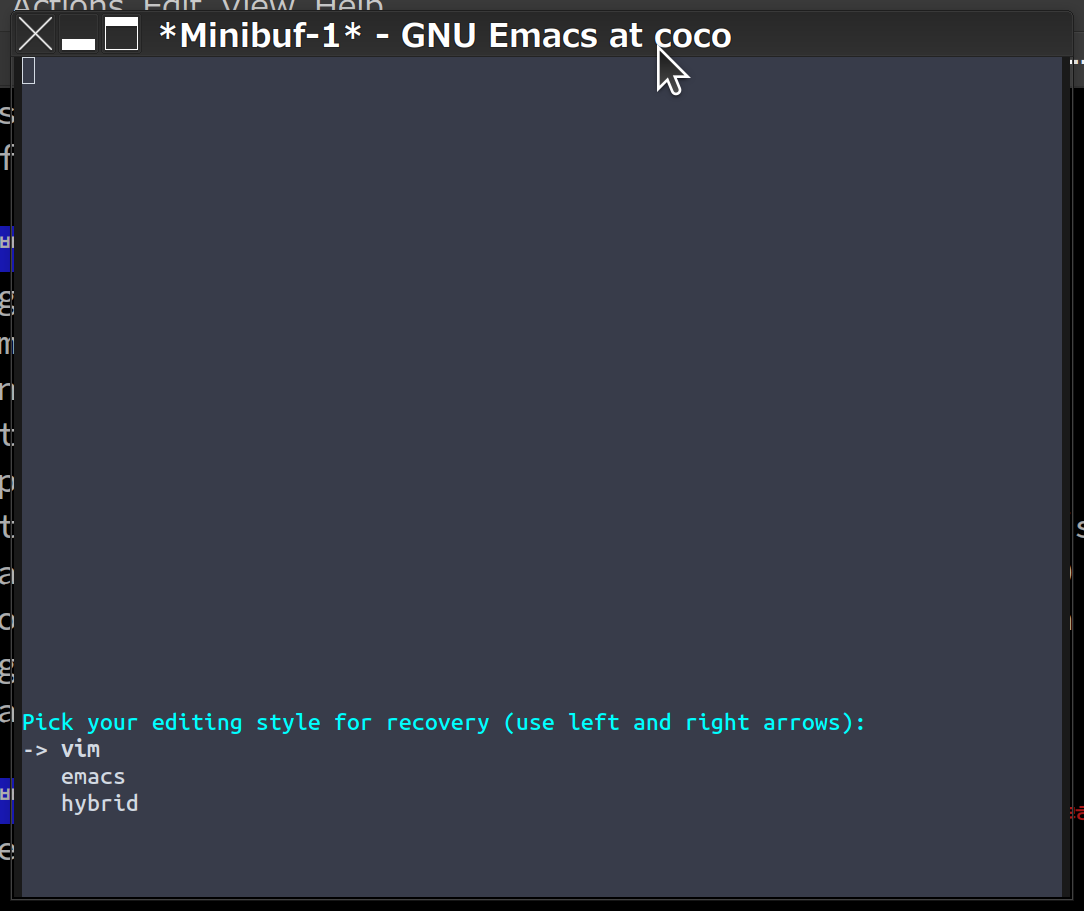 Actions Edit View Help
*Minibuf-1* - GNU Emacs at coco
Pick your editing style for recovery (use left and right arrows):
-> vim
emacs
hybrid